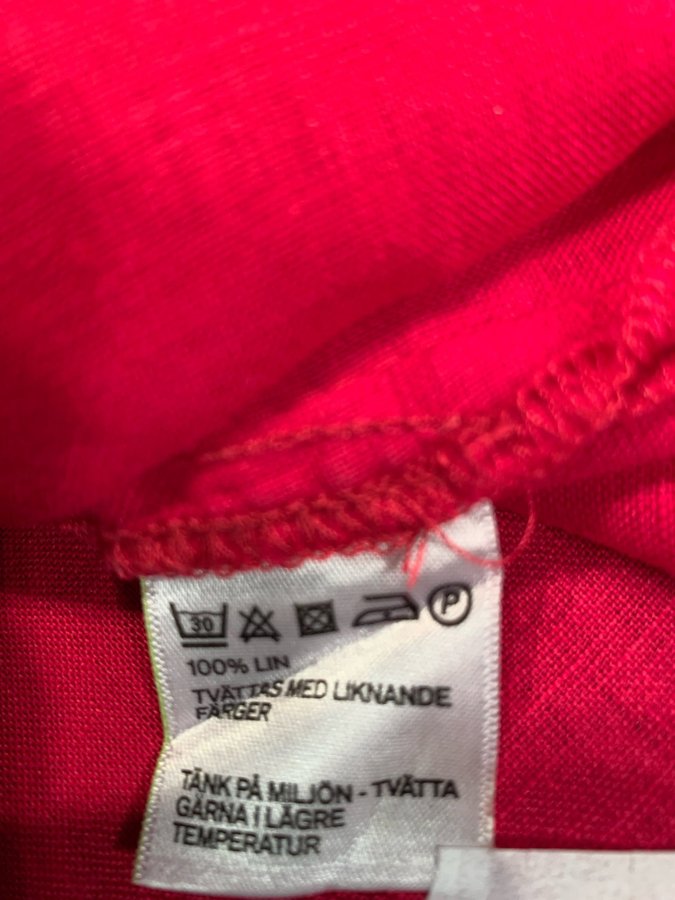 30 P
100% LIN
TVÄTTAS MED LIKNANDE
FÄRGER
TÄNK PÅ MILJÖN - TVÄTTA
GÄRNA I LÄGRE
TEMPERATUR